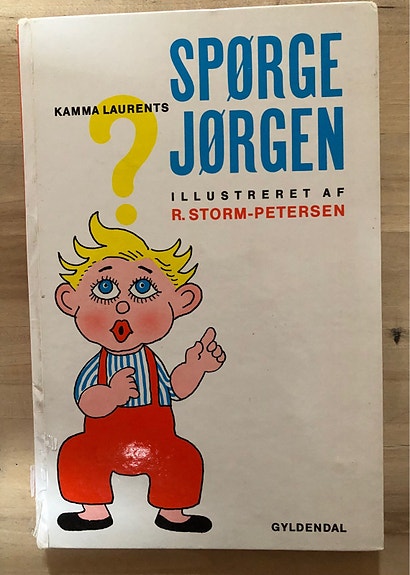 KAMMA LAURENTS
SPØRGE
JØRGEN
?
ILLUSTRERET AF
R. STORM-PETERSEN
GYLDENDAL